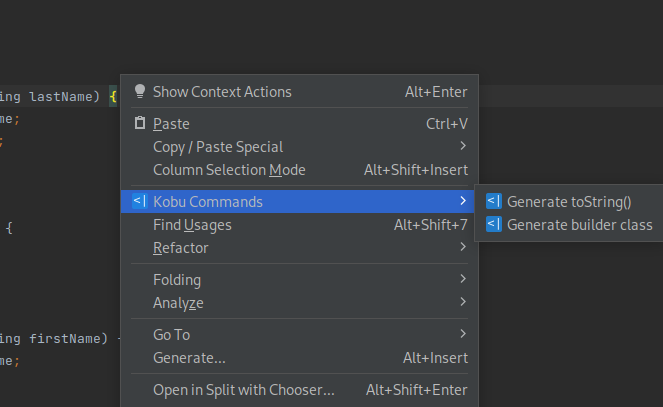 Show Context Actions Alt+Enter
ing lastName) {
me; Paste Ctrl+V
; Copy / Paste Special
Column Selection Mode Alt+Shift+Insert
Kobu Commands Generate toString()
{ Find Usages Alt+Shift+7 Generate builder class
Refactor
Folding
Analyze
ing firstName) Go To
me; Generate... Alt+Insert
Open in Split with Chooser... Alt+Shift+Enter